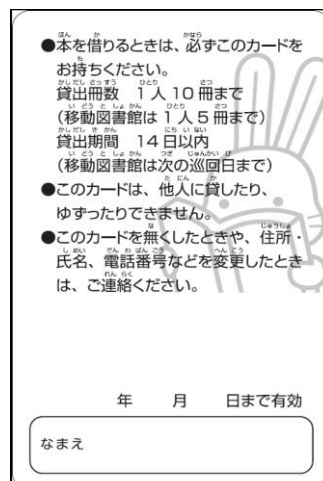 ●本を借りるときは、必ずこのカードを
お持ちください。
貸出冊数 1人10冊まで
(移動図書館は1人5冊まで)
貸出期間 14日以内
(移動図書館は次の巡回日まで)
●このカードは、他人に貸したり、
ゆずったりできません。
●このカードを無くしたときや、住所・
氏名、電話番号などを変更したとき
は、ご連絡ください。
年 月 日まで有効
なまえ